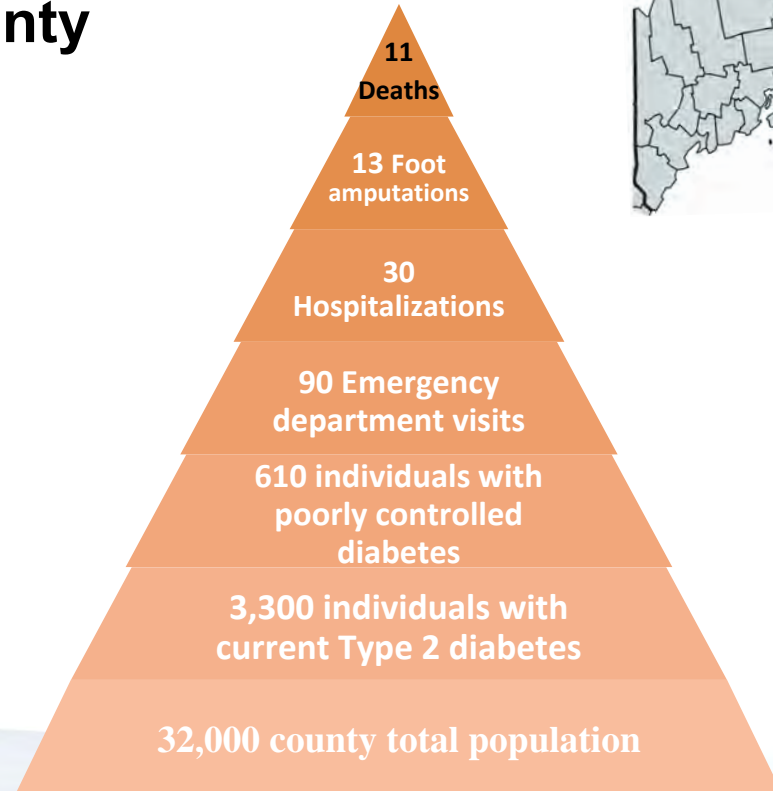 nty
11
Deaths
13 Foot
amputations
30
Hospitalizations
90 Emergency
department visits
610 individuals with
poorly controlled
diabetes
3,300 individuals with
current Type 2 diabetes
32,000 county total population